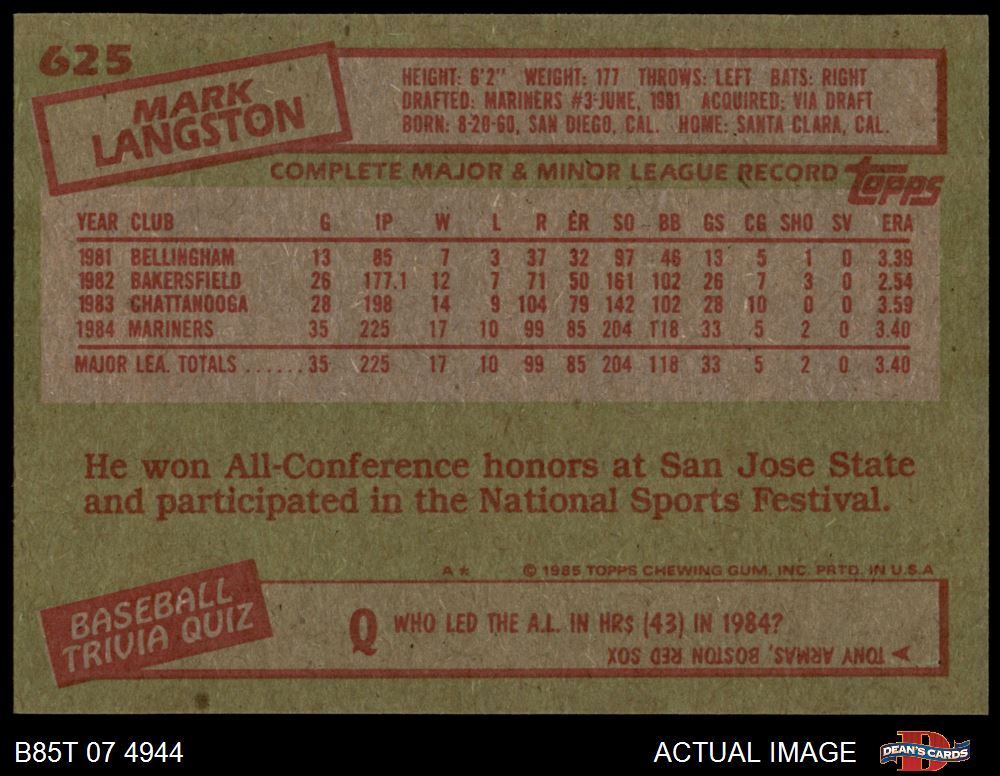 625
MARK
LANGSTON
HEIGHT: 6'2" WEIGHT: 177 THROWS: LEFT BATS: RIGHT
DRAFTED: MARINERS #3-JUNE, 1981 ACQUIRED: VIA DRAFT
BORN: 8-20-60, SAN DIEGO, CAL. HOME: SANTA CLARA, CAL.
COMPLETE MAJOR & MINOR LEAGUE RECORD topps
YEAR CLUB G IP W L R ER SO BB GS CG SHO SV ERA
1981 BELLINGHAM 13 85 7 3 37 32 97 46 13 5 1 0 3.39
1982 BAKERSFIELD 26 177.1 12 7 71 50 161 102 26 7 3 0 2.54
1983 CHATTANOOGA 28 198 14 9 104 79 142 102 28 10 0 0 3.59
1984 MARINERS 35 225 17 10 99 85 204 118 33 5 2 0 3.40
MAJOR LEA. TOTALS ...... 35 225 17 10 99 85 204 118 33 5 2 0 3.40
He won All-Conference honors at San Jose State
and participated in the National Sports Festival.
A* © 1985 TOPPS CHEWING GUM, INC. PRTD. IN U.S.A
BASEBALL
TRIVIA QUIZ
Q WHO LED THE A.L. IN HRS (43) IN 1984?
A TONY ARMAS, BOSTON RED SOX
B85T 07 4944
ACTUAL IMAGE
D
DEAN'S CARDS